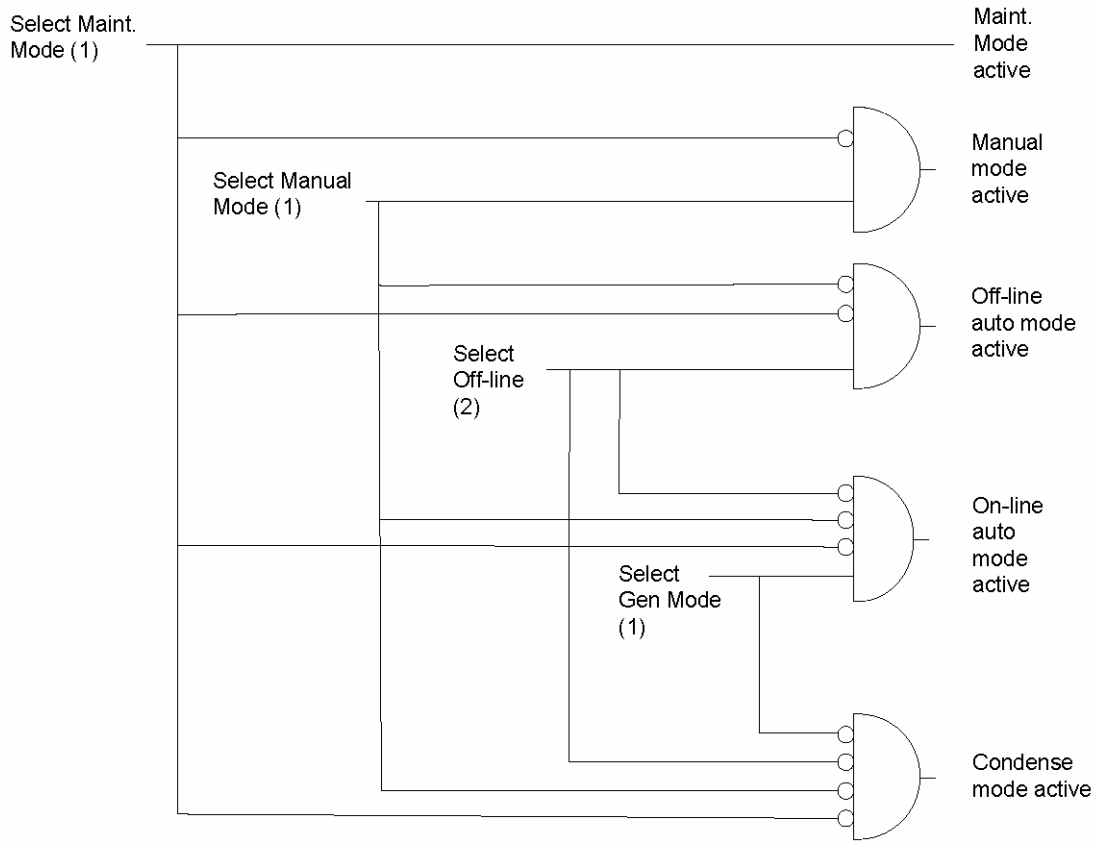 Select Maint.
Mode (1)
Maint.
Mode
active
Manual
mode
active
Select Manual
Mode (1)
Off-line
auto mode
active
Select
Off-line
(2)
On-line
auto
mode
active
Select
Gen Mode
(1)
Condense
mode active